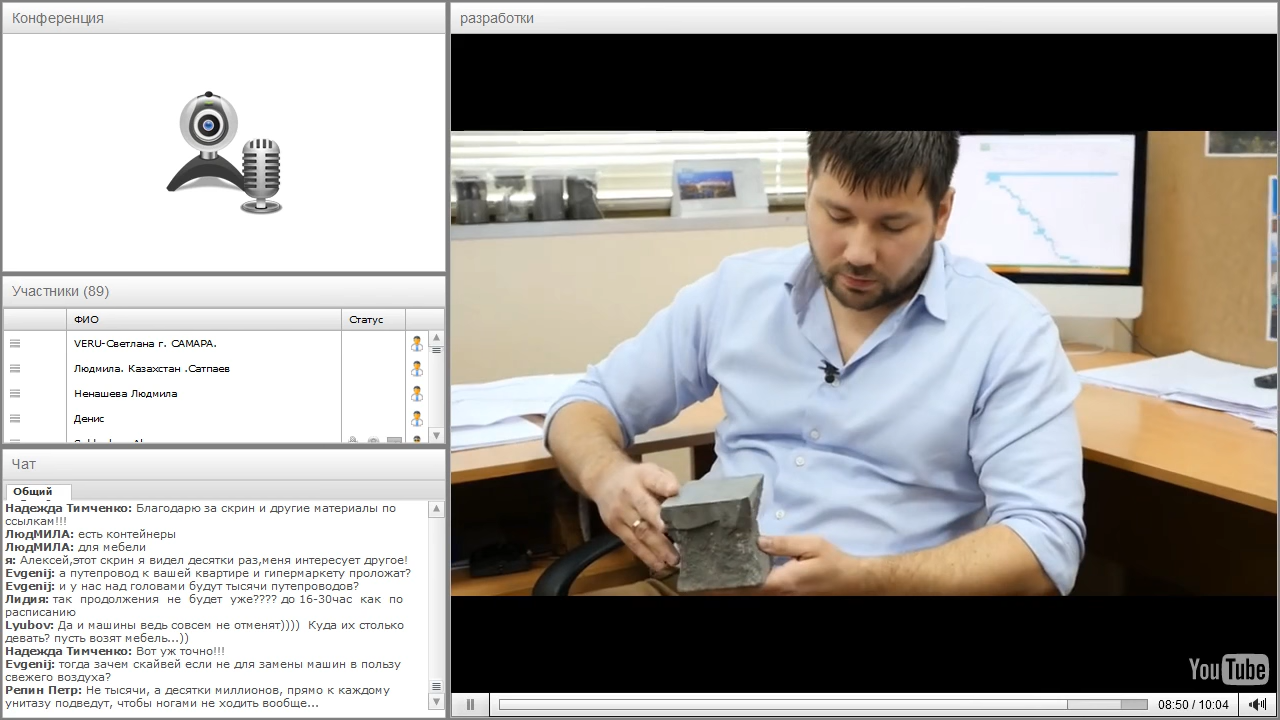 Конференция
разработки
Участники (89)
ФИО
Статус
VERU-Светлана г. САМАРА.
Людмила. Казахстан .Сатпаев
Ненашева Людмила
Денис
Чат
Общий
Надежда Тимченко: Благодарю за скрин и другие материалы по
ссылкам!!!
ЛюдМИЛА: есть контейнеры
ЛюдМИЛА: для мебели
я: Алексей,этот скрин я видел десятки раз,меня интересует другое!
Evgenij: а путепровод к вашей квартире и гипермаркету проложат?
Evgenij: и у нас над головами будут тысячи путепроводов?
Лидия: так продолжения не будет уже???? до 16-30час как по
расписанию
Lyubov: Да и машины ведь совсем не отменят)))) Куда их столько
девать? пусть возят мебель...))
Надежда Тимченко: Вот уж точно!!!
Evgenij: тогда зачем скайвей если не для замены машин в пользу
свежего воздуха?
Репин Петр: Не тысячи, а десятки миллионов, прямо к каждому
унитазу подведут, чтобы ногами не ходить вообще...
YouTube
08:50 / 10:04